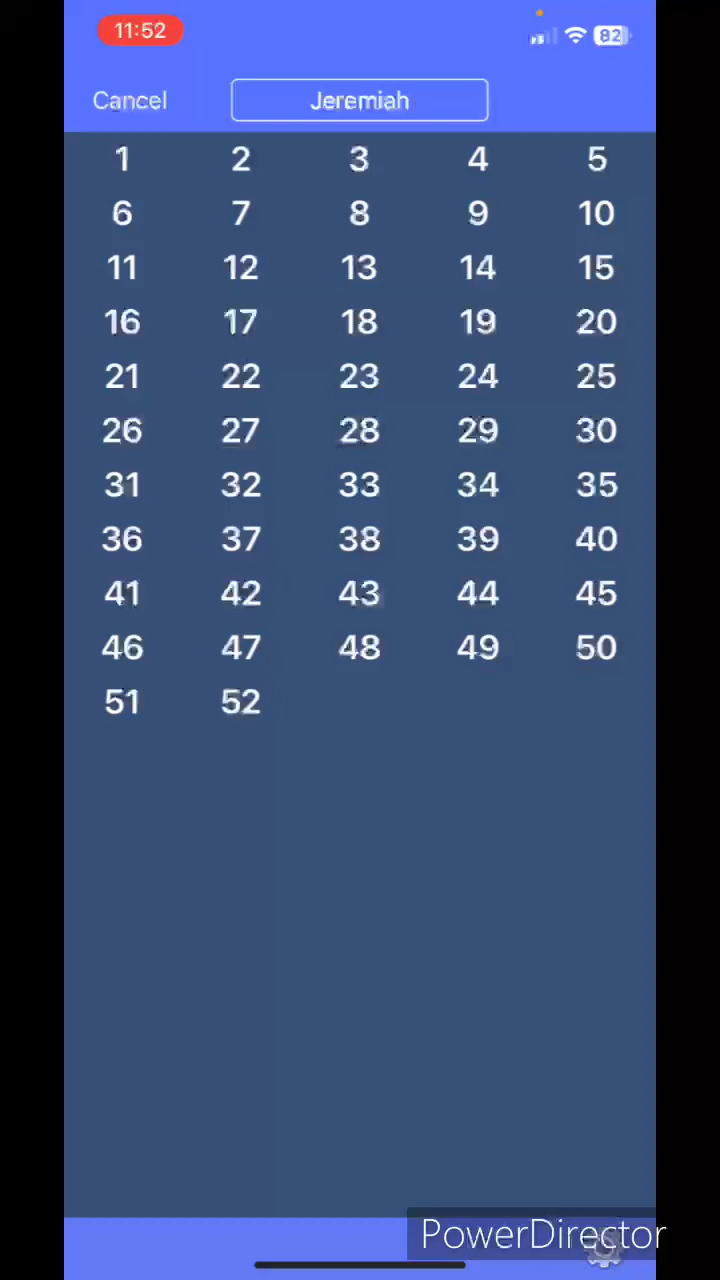 11:52
82
Cancel
Jeremiah
1 2 3 4 5
6 7 8 9 10
11 12 13 14 15
16 17 18 19 20
21 22 23 24 25
26 27 28 29 30
31 32 33 34 35
36 37 38 39 40
41 42 43 44 45
46 47 48 49 50
51 52
PowerDirector